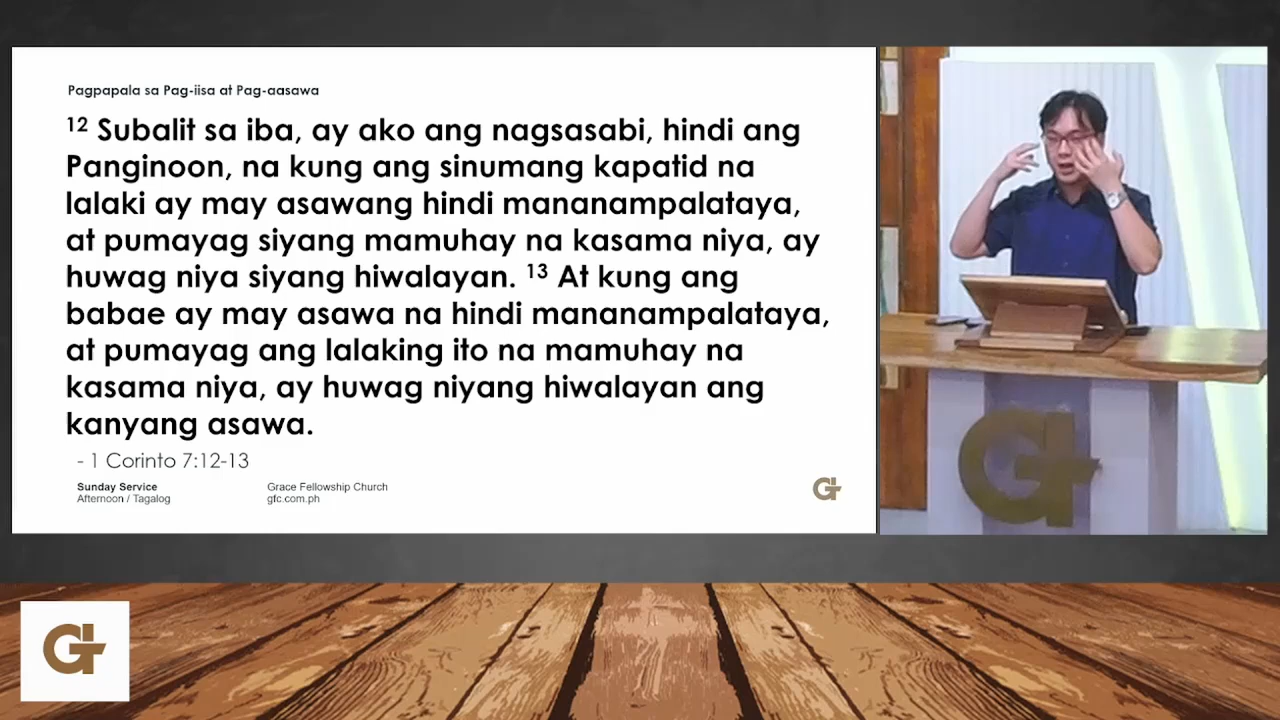 Pagpapala sa Pag-iisa at Pag-aasawa
12 Subalit sa iba, ay ako ang nagsasabi, hindi ang
Panginoon, na kung ang sinumang kapatid na
lalaki ay may asawang hindi mananampalataya,
at pumayag siyang mamuhay na kasama niya, ay
huwag niya siyang hiwalayan. 13 At kung ang
babae ay may asawa na hindi mananampalataya,
at pumayag ang lalaking ito na mamuhay na
kasama niya, ay huwag niyang hiwalayan ang
kanyang asawa.
- 1 Corinto 7:12-13
Sunday Service
Afternoon / Tagalog
Grace Fellowship Church
gfc.com.ph